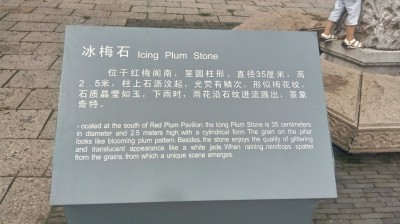 冰梅石 Icing Plum Stone
位于红梅阁南，呈圆柱形，直径35厘米，高
2．5米，柱上石沥汶起，光荧有鳞次，形似梅花纹，
石质晶莹如玉，下雨时，雨花沿石纹迸流溅出，景象
奇特。
Located at the south of Red Plum Pavilion, the Icing Plum Stone is 35 centimeters
in diameter and 2.5 meters high with a cylindrical form. The grain on the pillar
looks like blooming plum pattern. Besides, the stone enjoys the quality of glittering
and translucent appearance like a white jade. When raining, raindrops spatter
from the grains, from which a unique scene emerges.